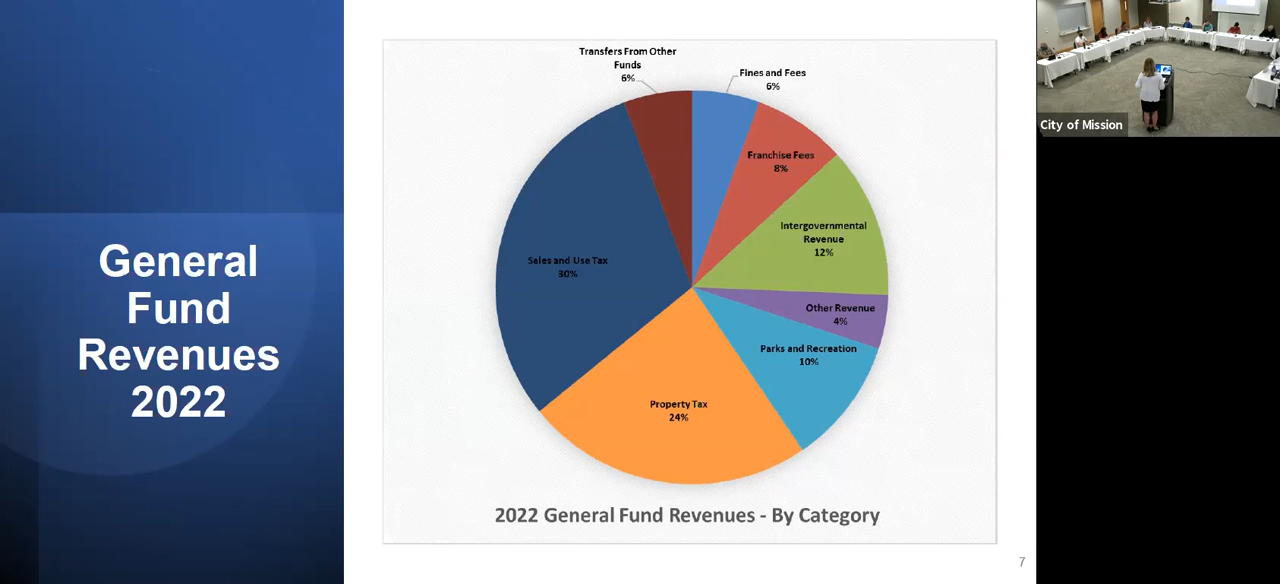 General
Fund
Revenues
2022
Transfers From Other
Funds
6%
Fines and Fees
6%
Franchise Fees
8%
Intergovernmental
Revenue
12%
Other Revenue
4%
Parks and Recreation
10%
Property Tax
24%
Sales and Use Tax
30%
2022 General Fund Revenues - By Category
7
City of Mission